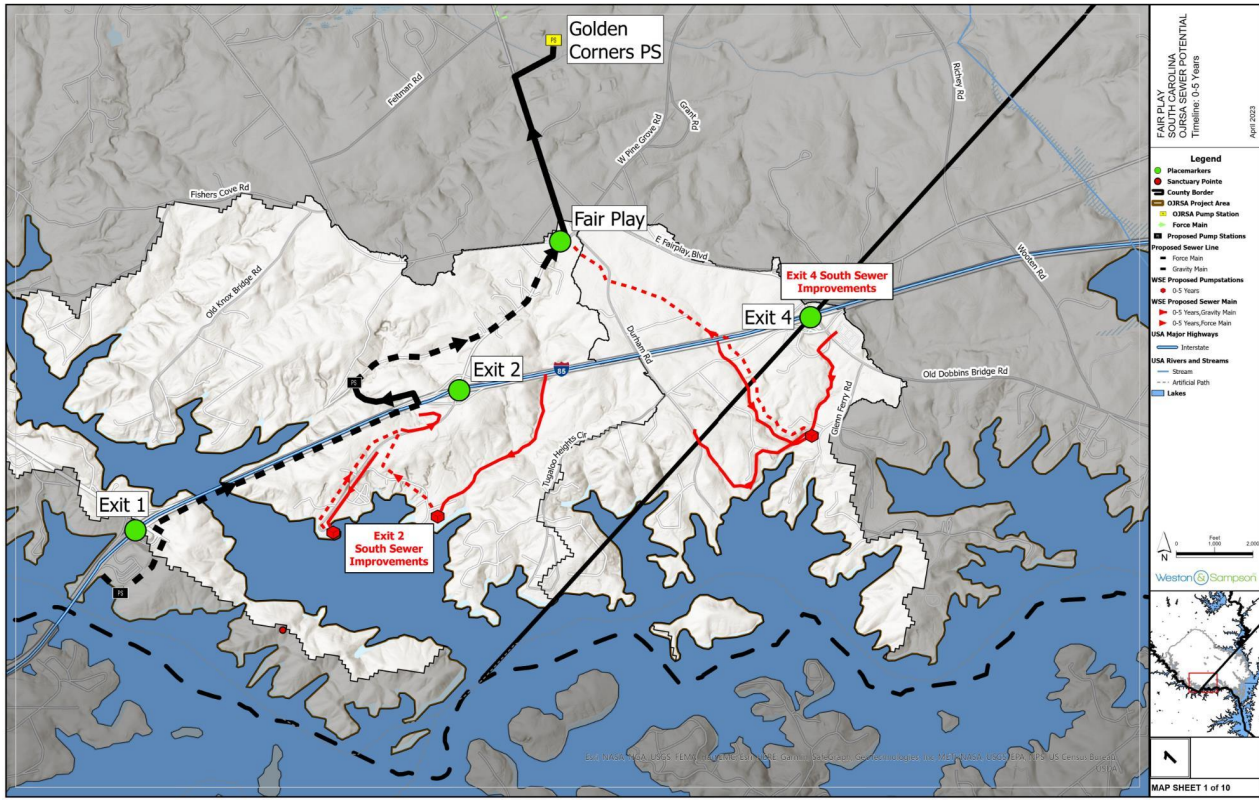 Golden
Corners PS
PS
Feltman Rd
Grant Rd
W Pine Grove Rd
Richey Rd
Fishers Cove Rd
Fair Play
E Fairplay Blvd
Wooten Rd
Old Knox Bridge Rd
Exit 4 South Sewer
Improvements
Exit 4
Durham Rd
Exit 2
85
PS
Old Dobbins Bridge Rd
Glenn Ferry Rd
Tugaloo Heights Cir
Exit 1
Exit 2
South Sewer
Improvements
PS
FAIR PLAY
SOUTH CAROLINA
OJRSA SEWER POTENTIAL
Timeline: 0-5 Years
April 2023
Legend
Placemarkers
Sanctuary Pointe
County Border
OJRSA Project Area
PS
OJRSA Pump Station
Force Main
PS
Proposed Pump Stations
Proposed Sewer Line
Force Main
Gravity Main
WSE Proposed Pumpstations
0-5 Years
WSE Proposed Sewer Main
0-5 Years,Gravity Main
0-5 Years,Force Main
USA Major Highways
Interstate
USA Rivers and Streams
Stream
Artificial Path
Lakes
N
Feet
0 1,000 2,000
Weston & Sampson
1
MAP SHEET 1 of 10